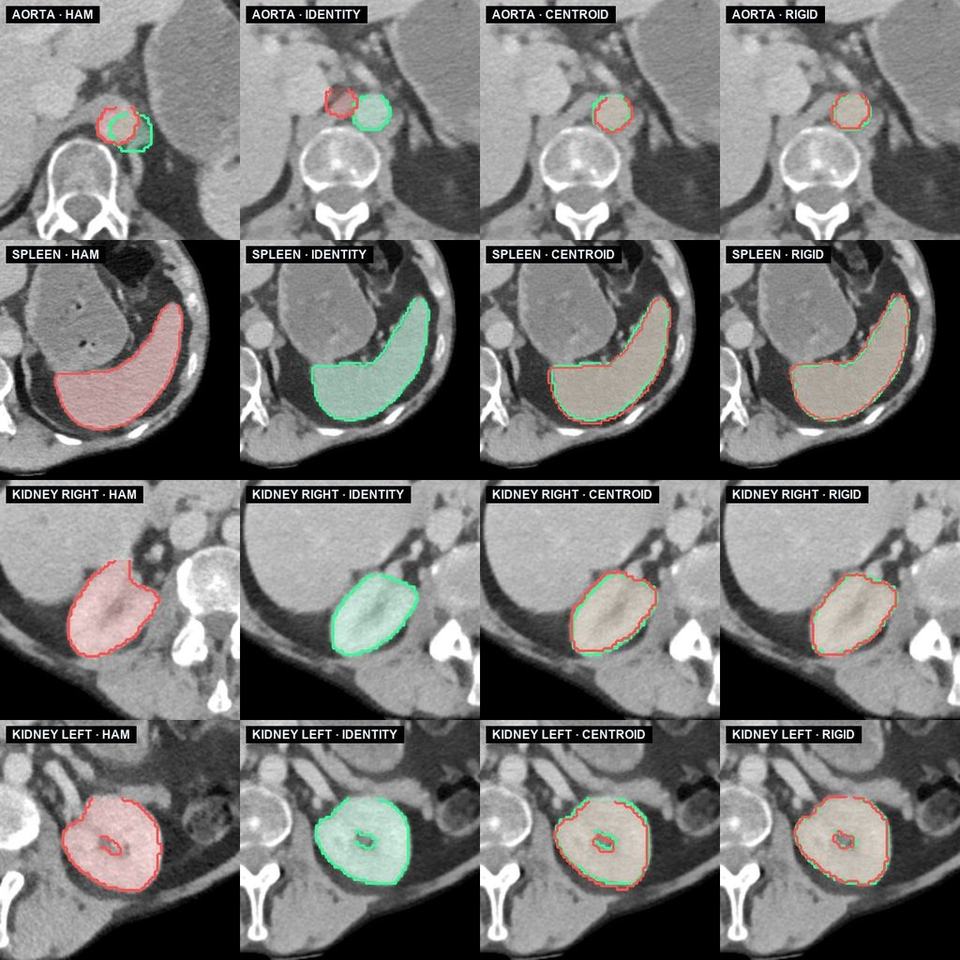 AORTA · HAM
AORTA · IDENTITY
AORTA · CENTROID
AORTA · RIGID
SPLEEN · HAM
SPLEEN · IDENTITY
SPLEEN · CENTROID
SPLEEN · RIGID
KIDNEY RIGHT · HAM
KIDNEY RIGHT · IDENTITY
KIDNEY RIGHT · CENTROID
KIDNEY RIGHT · RIGID
KIDNEY LEFT · HAM
KIDNEY LEFT · IDENTITY
KIDNEY LEFT · CENTROID
KIDNEY LEFT · RIGID